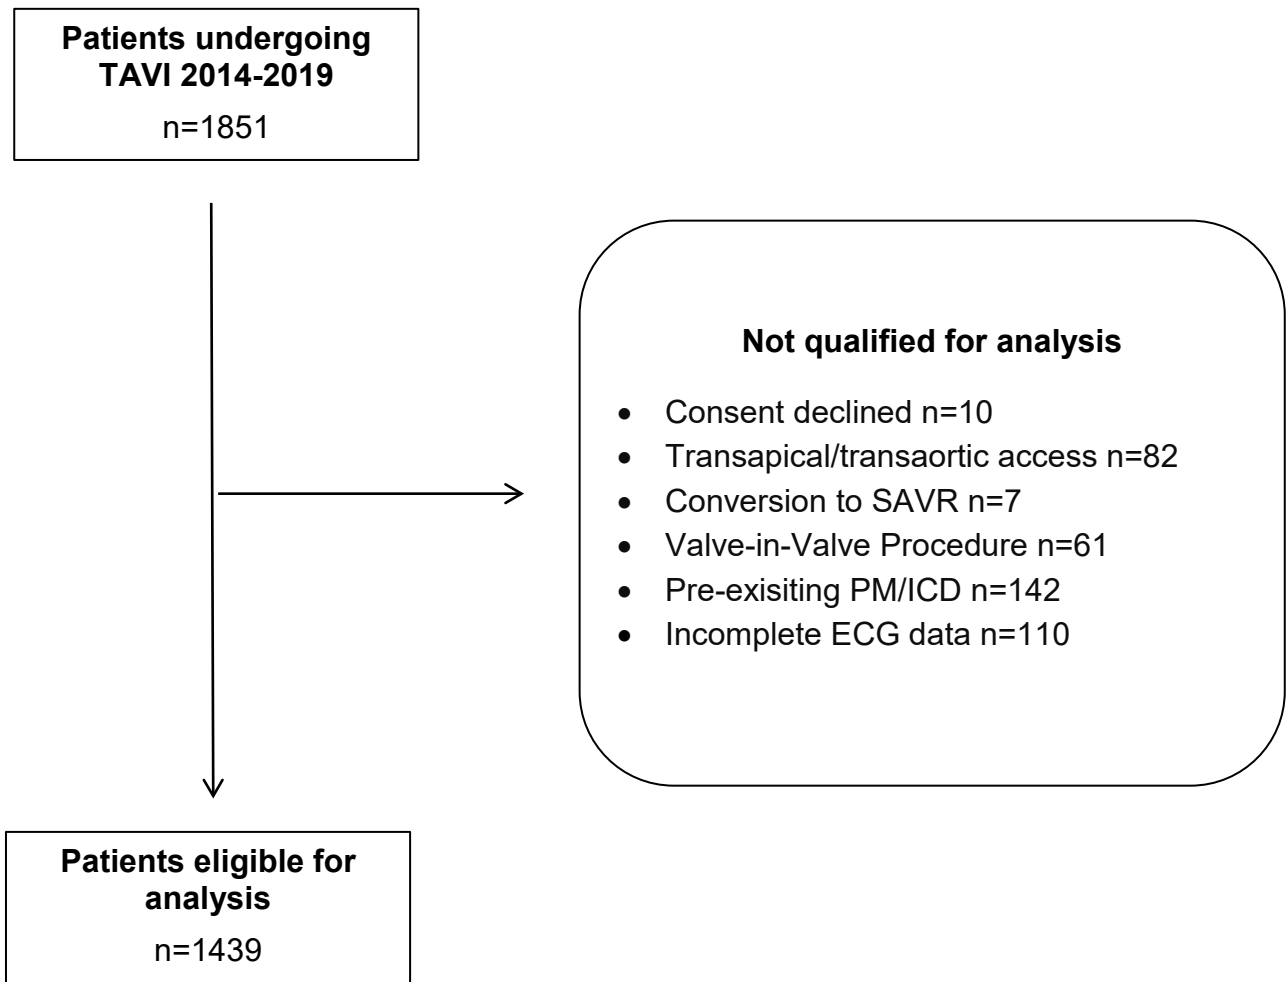 Patients undergoing
TAVI 2014-2019
n=1851
Not qualified for analysis
• Consent declined n=10
• Transapical/transaortic access n=82
• Conversion to SAVR n=7
• Valve-in-Valve Procedure n=61
• Pre-exisiting PM/ICD n=142
• Incomplete ECG data n=110
Patients eligible for
analysis
n=1439